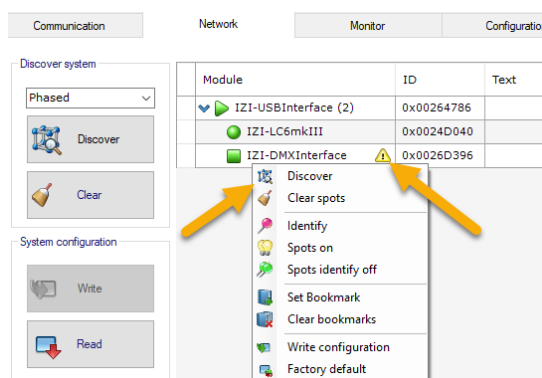 Communication
Network
Monitor
Configuratio
Discover system
Phased
Discover
Clear
System configuration
Write
Read
Module ID Text
IZI-USBInterface (2) 0x00264786
IZI-LC6mkIII 0x0024D040
IZI-DMXInterface 0x0026D396
Discover
Clear spots
Identify
Spots on
Spots identify off
Set Bookmark
Clear bookmarks
Write configuration
Factory default